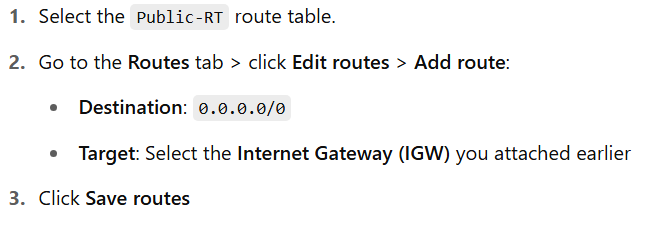 1. Select the Public-RT route table.
2. Go to the Routes tab > click Edit routes > Add route:
• Destination: 0.0.0.0/0
• Target: Select the Internet Gateway (IGW) you attached earlier
3. Click Save routes